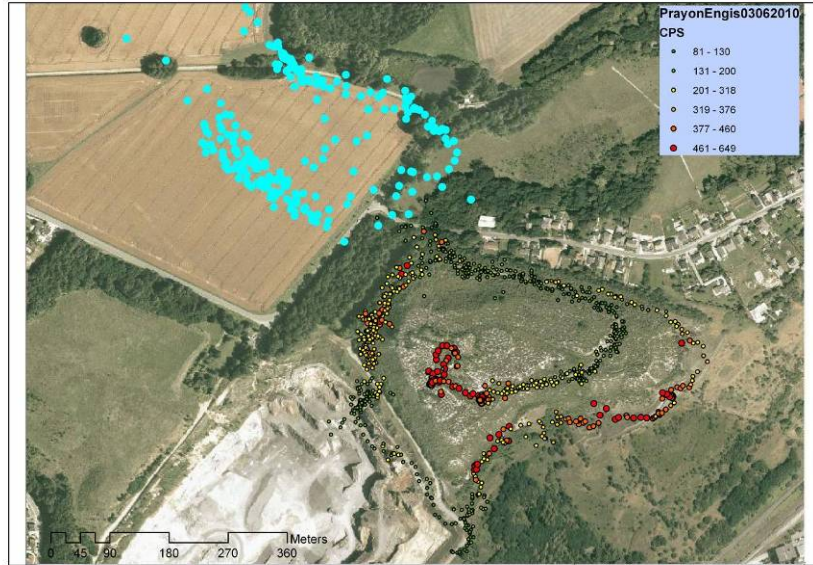 PrayonEngis03062010
CPS
81 - 130
131 - 200
201 - 318
319 - 376
377 - 460
461 - 649
Meters
0 45 90 180 270 360